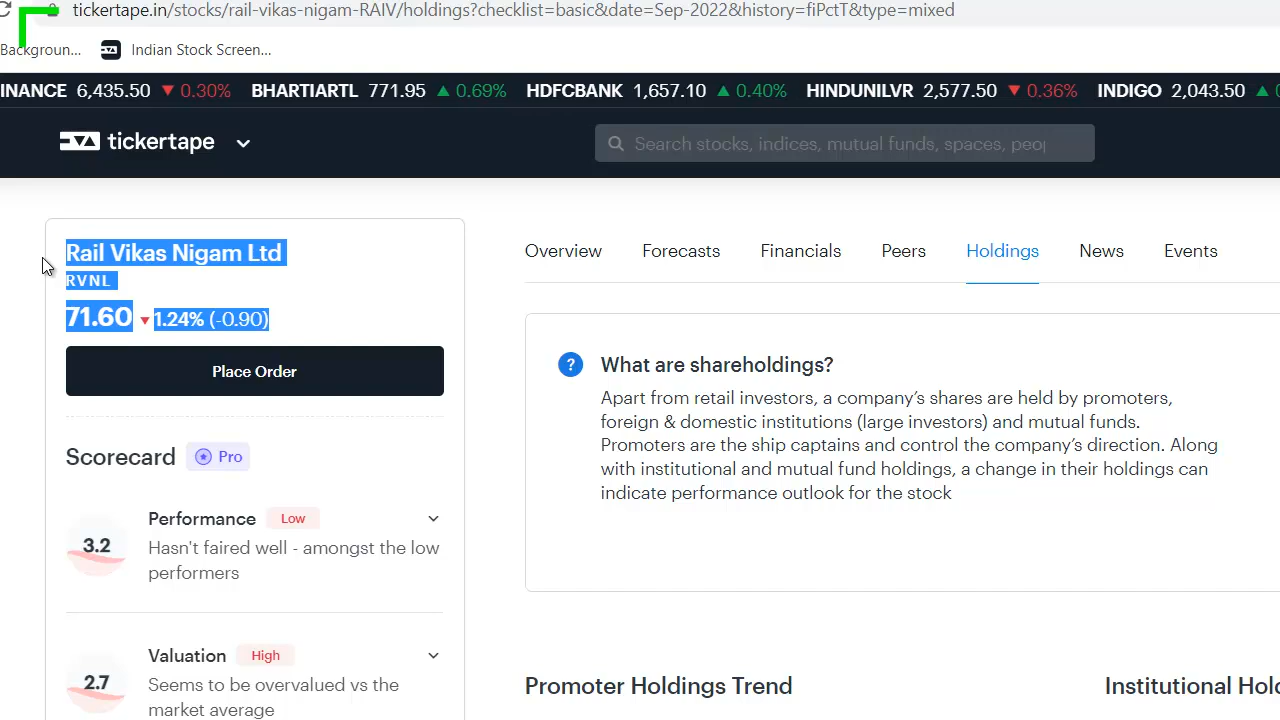 tickertape.in/stocks/rail-vikas-nigam-RAIV/holdings?checklist=basic&date=Sep-2022&history=fiPctT&type=mixed
Backgroun... Indian Stock Screen...
INANCE 6,435.50 ▼ 0.30% BHARTIARTL 771.95 ▲ 0.69% HDFCBANK 1,657.10 ▲ 0.40% HINDUNILVR 2,577.50 ▼ 0.36% INDIGO 2,043.50 ▲
tickertape
Search stocks, indices, mutual funds, spaces, peo
Rail Vikas Nigam Ltd
RVNL
71.60 ▼ 1.24% (-0.90)
Place Order
Scorecard Pro
Performance Low
3.2
Hasn't faired well - amongst the low
performers
Valuation High
2.7
Seems to be overvalued vs the
market average
Overview Forecasts Financials Peers Holdings News Events
? What are shareholdings?
Apart from retail investors, a company's shares are held by promoters,
foreign & domestic institutions (large investors) and mutual funds.
Promoters are the ship captains and control the company's direction. Along
with institutional and mutual fund holdings, a change in their holdings can
indicate performance outlook for the stock
Promoter Holdings Trend
Institutional Hol